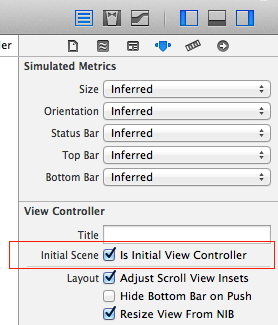 ler
Simulated Metrics
Size Inferred
Orientation Inferred
Status Bar Inferred
Top Bar Inferred
Bottom Bar Inferred
View Controller
Title
Initial Scene Is Initial View Controller
Layout Adjust Scroll View Insets
Hide Bottom Bar on Push
Resize View From NIB